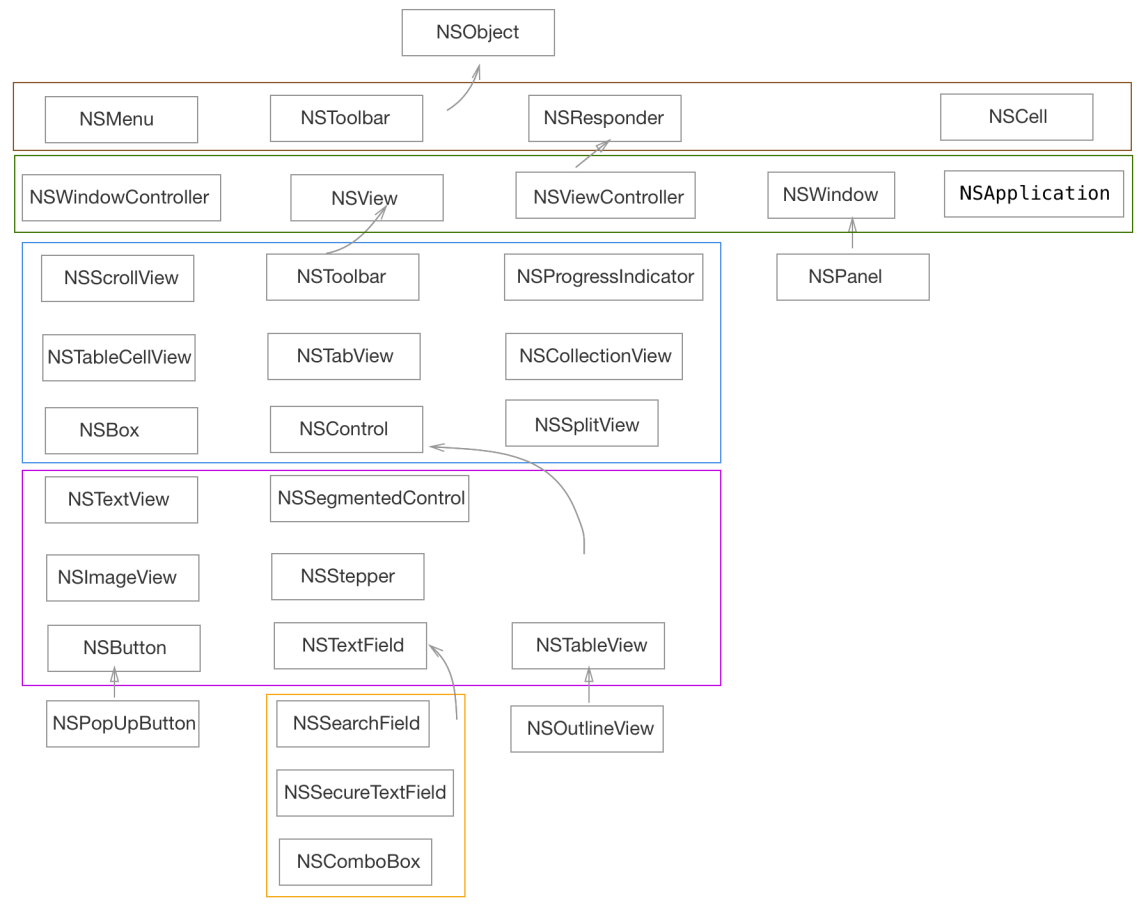 NSObject
NSMenu
NSToolbar
NSResponder
NSCell
NSWindowController
NSView
NSViewController
NSWindow
NSApplication
NSScrollView
NSToolbar
NSProgressIndicator
NSPanel
NSTableCellView
NSTabView
NSCollectionView
NSBox
NSControl
NSSplitView
NSTextView
NSSegmentedControl
NSImageView
NSStepper
NSButton
NSTextField
NSTableView
NSPopUpButton
NSSearchField
NSOutlineView
NSSecureTextField
NSComboBox